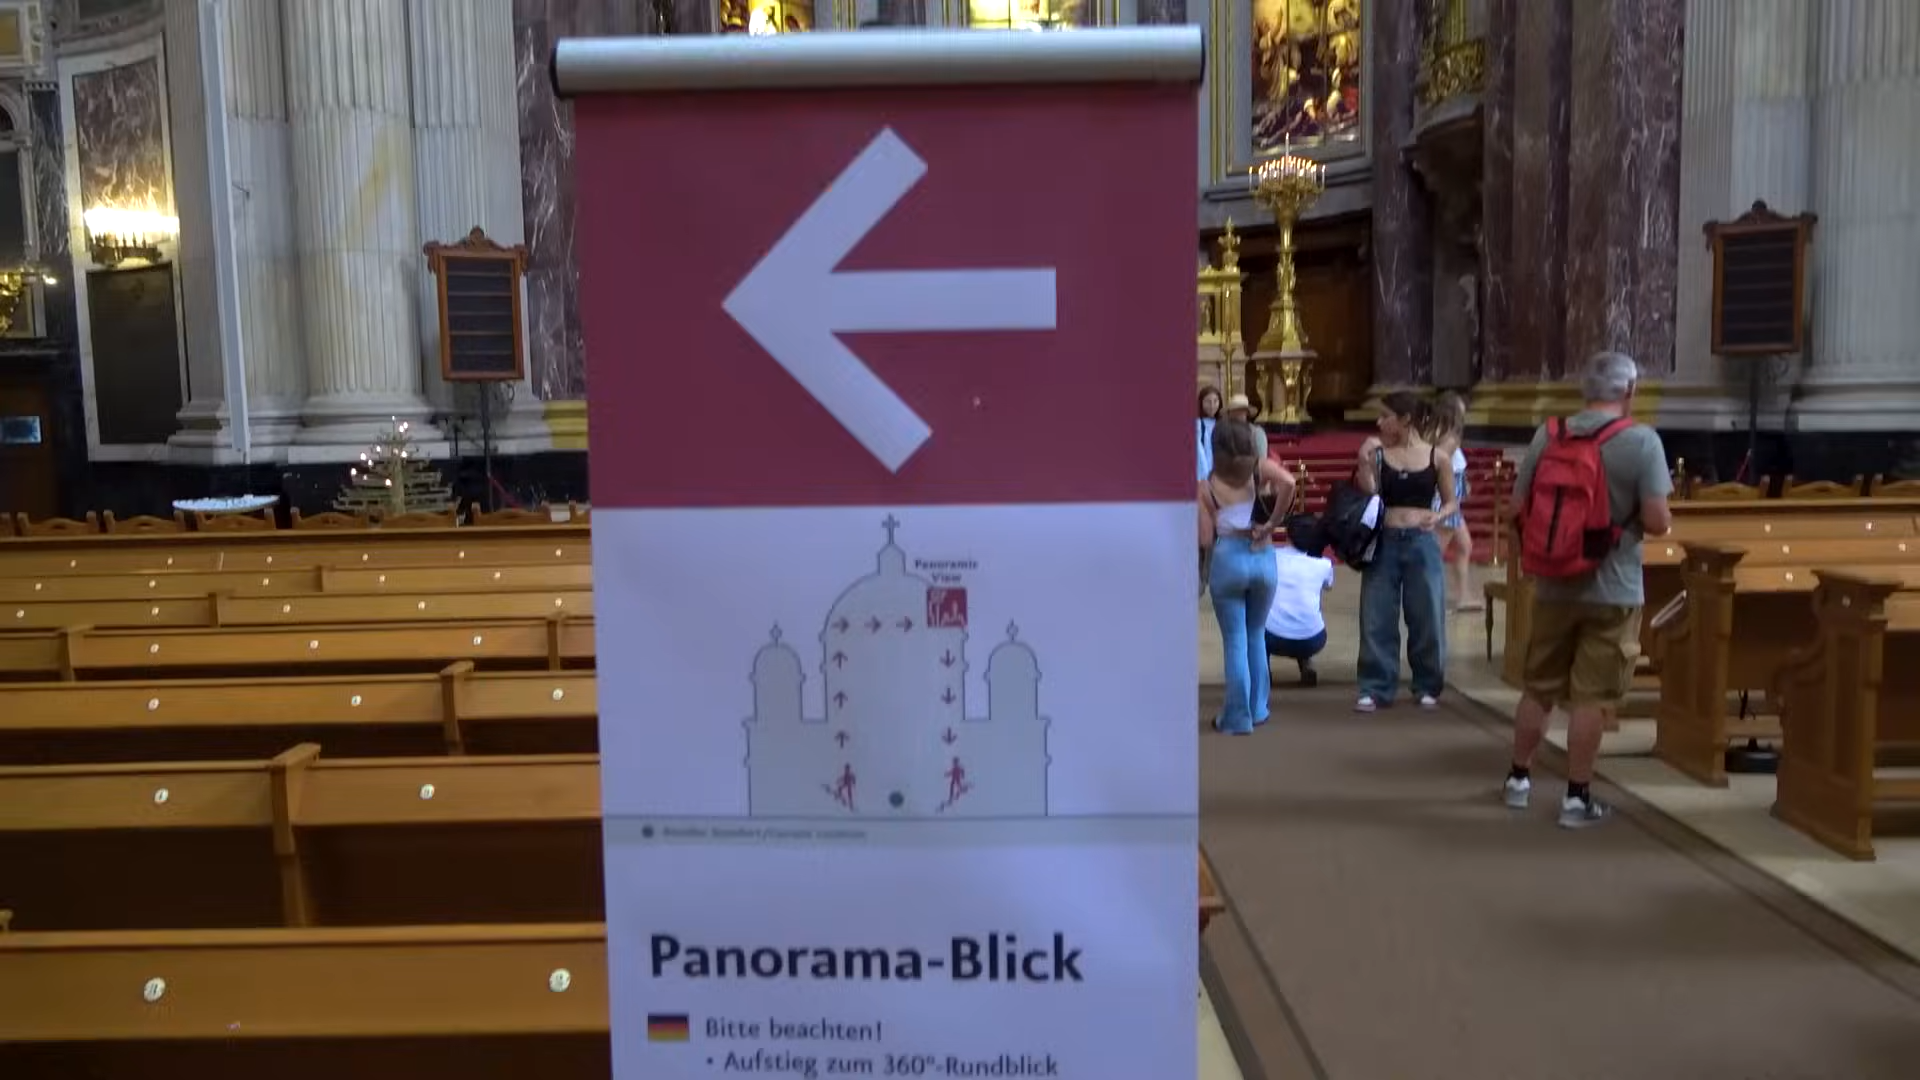 Panoramic
View
Panorama-Blick
Bitte beachten!
• Aufstieg zum 360°-Rundblick